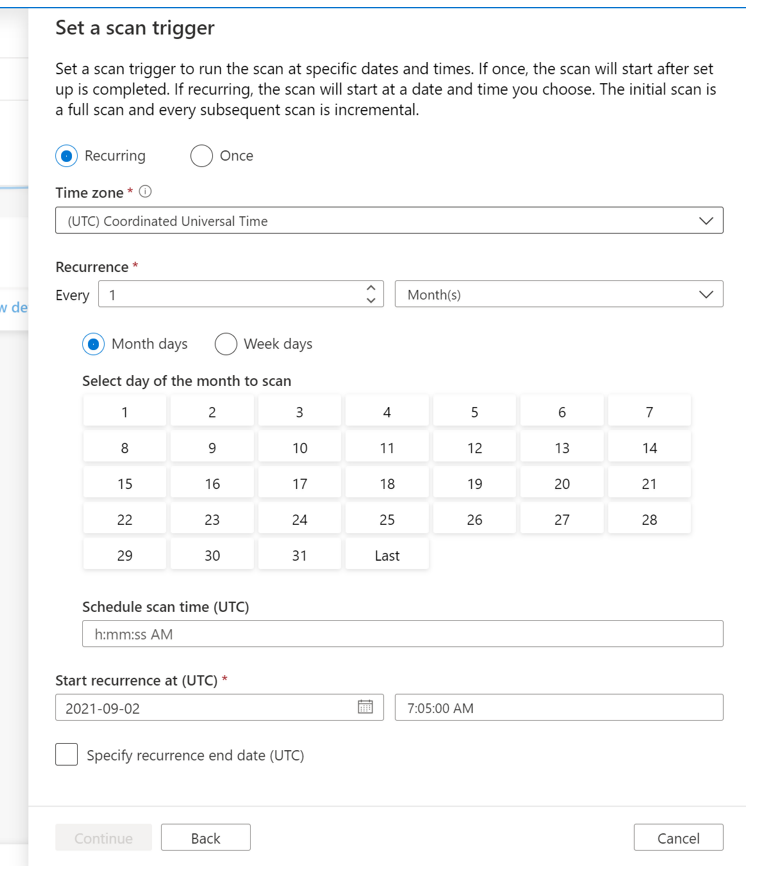 Set a scan trigger
Set a scan trigger to run the scan at specific dates and times. If once, the scan will start after set
up is completed. If recurring, the scan will start at a date and time you choose. The initial scan is
a full scan and every subsequent scan is incremental.
Recurring Once
Time zone *
(UTC) Coordinated Universal Time
Recurrence *
w de
Every 1 Month(s)
Month days Week days
Select day of the month to scan
1 2 3 4 5 6 7
8 9 10 11 12 13 14
15 16 17 18 19 20 21
22 23 24 25 26 27 28
29 30 31 Last
Schedule scan time (UTC)
h:mm:ss AM
Start recurrence at (UTC) *
2021-09-02 7:05:00 AM
Specify recurrence end date (UTC)
Continue Back Cancel